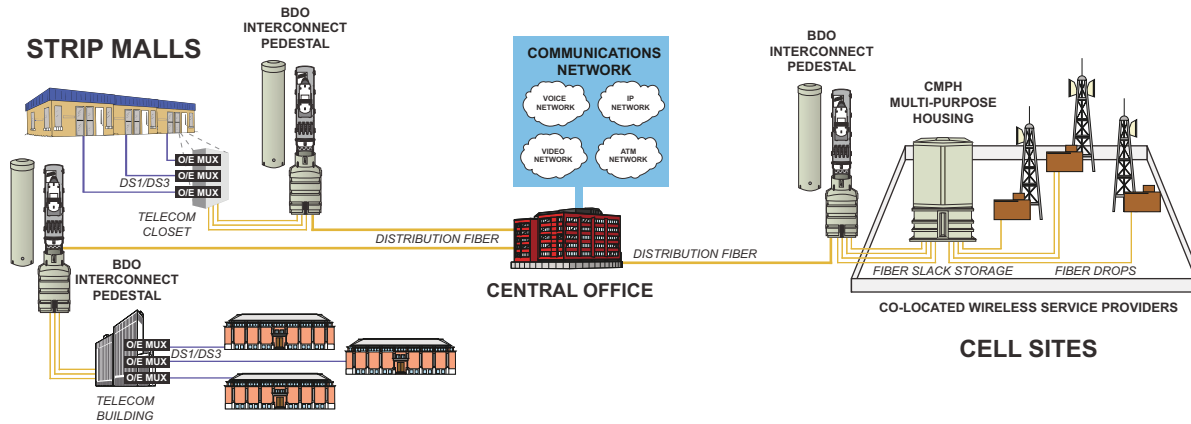 STRIP MALLS
BDO
INTERCONNECT
PEDESTAL
O/E MUX
O/E MUX
O/E MUX
DS1/DS3
TELECOM
CLOSET
BDO
INTERCONNECT
PEDESTAL
O/E MUX
O/E MUX
O/E MUX
DS1/DS3
TELECOM
BUILDING
DISTRIBUTION FIBER
COMMUNICATIONS
NETWORK
VOICE
NETWORK
IP
NETWORK
VIDEO
NETWORK
ATM
NETWORK
CENTRAL OFFICE
DISTRIBUTION FIBER
BDO
INTERCONNECT
PEDESTAL
CMPH
MULTI-PURPOSE
HOUSING
FIBER SLACK STORAGE
FIBER DROPS
CO-LOCATED WIRELESS SERVICE PROVIDERS
CELL SITES